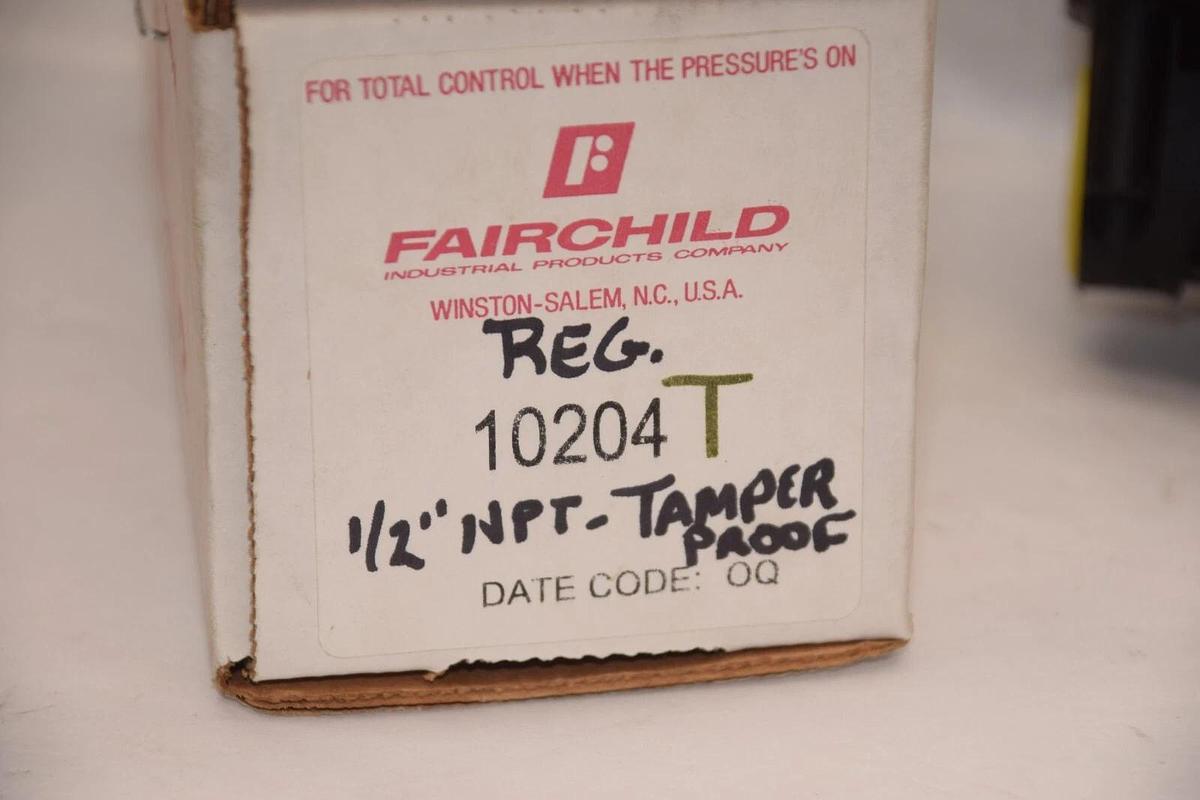 FOR TOTAL CONTROL WHEN THE PRESSURE'S ON
FAIRCHILD
INDUSTRIAL PRODUCTS COMPANY
WINSTON-SALEM, N.C., U.S.A.
REG.
10204 T
1/2" NPT - TAMPER
PROOF
DATE CODE: OQ